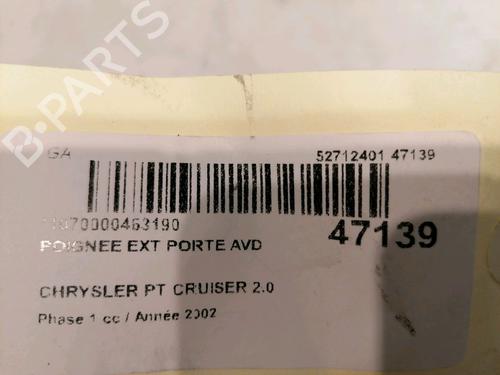 B-PARTS
GA 52712401 47139
47139
POIGNEE EXT PORTE AVD
CHRYSLER PT CRUISER 2.0
Phase 1 cc / Année 2002